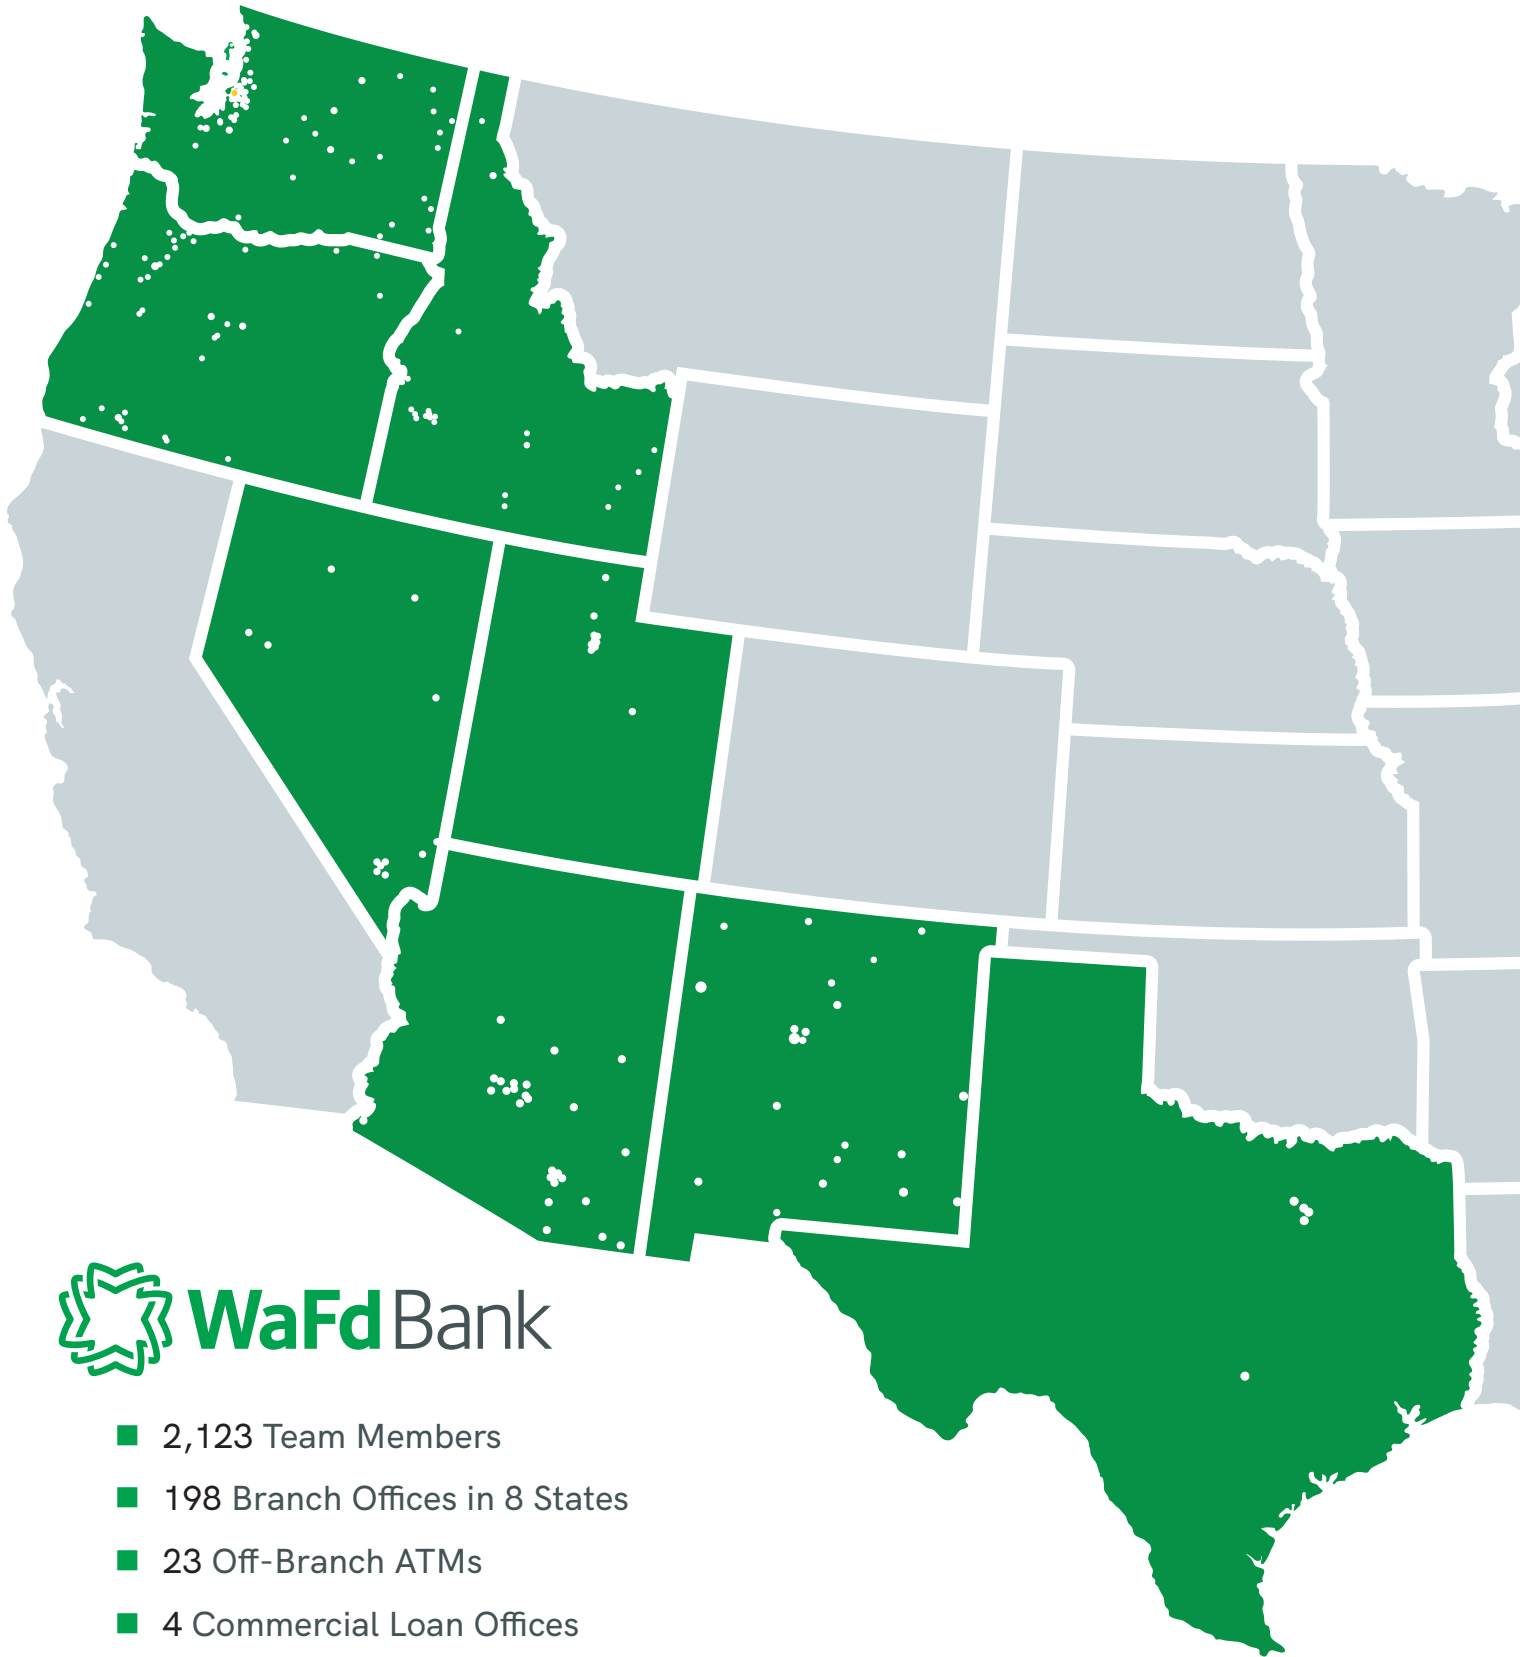 WaFd Bank
2,123 Team Members
198 Branch Offices in 8 States
23 Off-Branch ATMs
4 Commercial Loan Offices